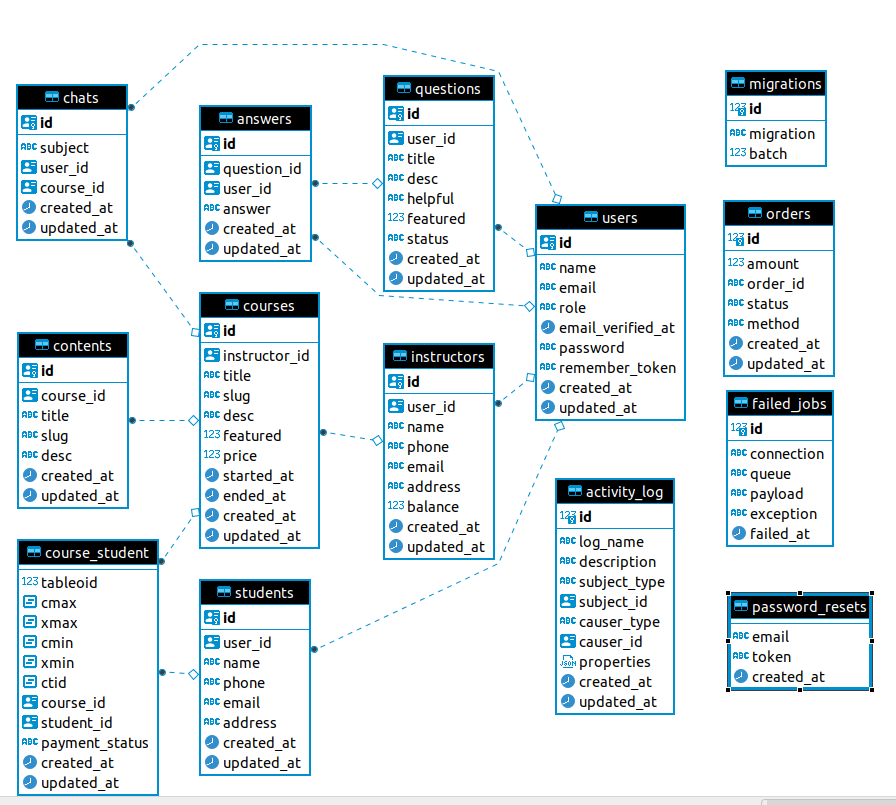 chats
id
subject
user_id
course_id
created_at
updated_at
answers
id
question_id
user_id
answer
created_at
updated_at
questions
id
user_id
title
desc
helpful
featured
status
created_at
updated_at
users
id
name
email
role
email_verified_at
password
remember_token
created_at
updated_at
migrations
id
migration
batch
orders
id
amount
order_id
status
method
created_at
updated_at
contents
id
course_id
title
slug
desc
created_at
updated_at
courses
id
instructor_id
title
slug
desc
featured
price
started_at
ended_at
created_at
updated_at
instructors
id
user_id
name
phone
email
address
balance
created_at
updated_at
failed_jobs
id
connection
queue
payload
exception
failed_at
course_student
tableoid
cmax
xmax
cmin
xmin
ctid
course_id
student_id
payment_status
created_at
updated_at
students
id
user_id
name
phone
email
address
created_at
updated_at
activity_log
id
log_name
description
subject_type
subject_id
causer_type
causer_id
properties
created_at
updated_at
password_resets
email
token
created_at